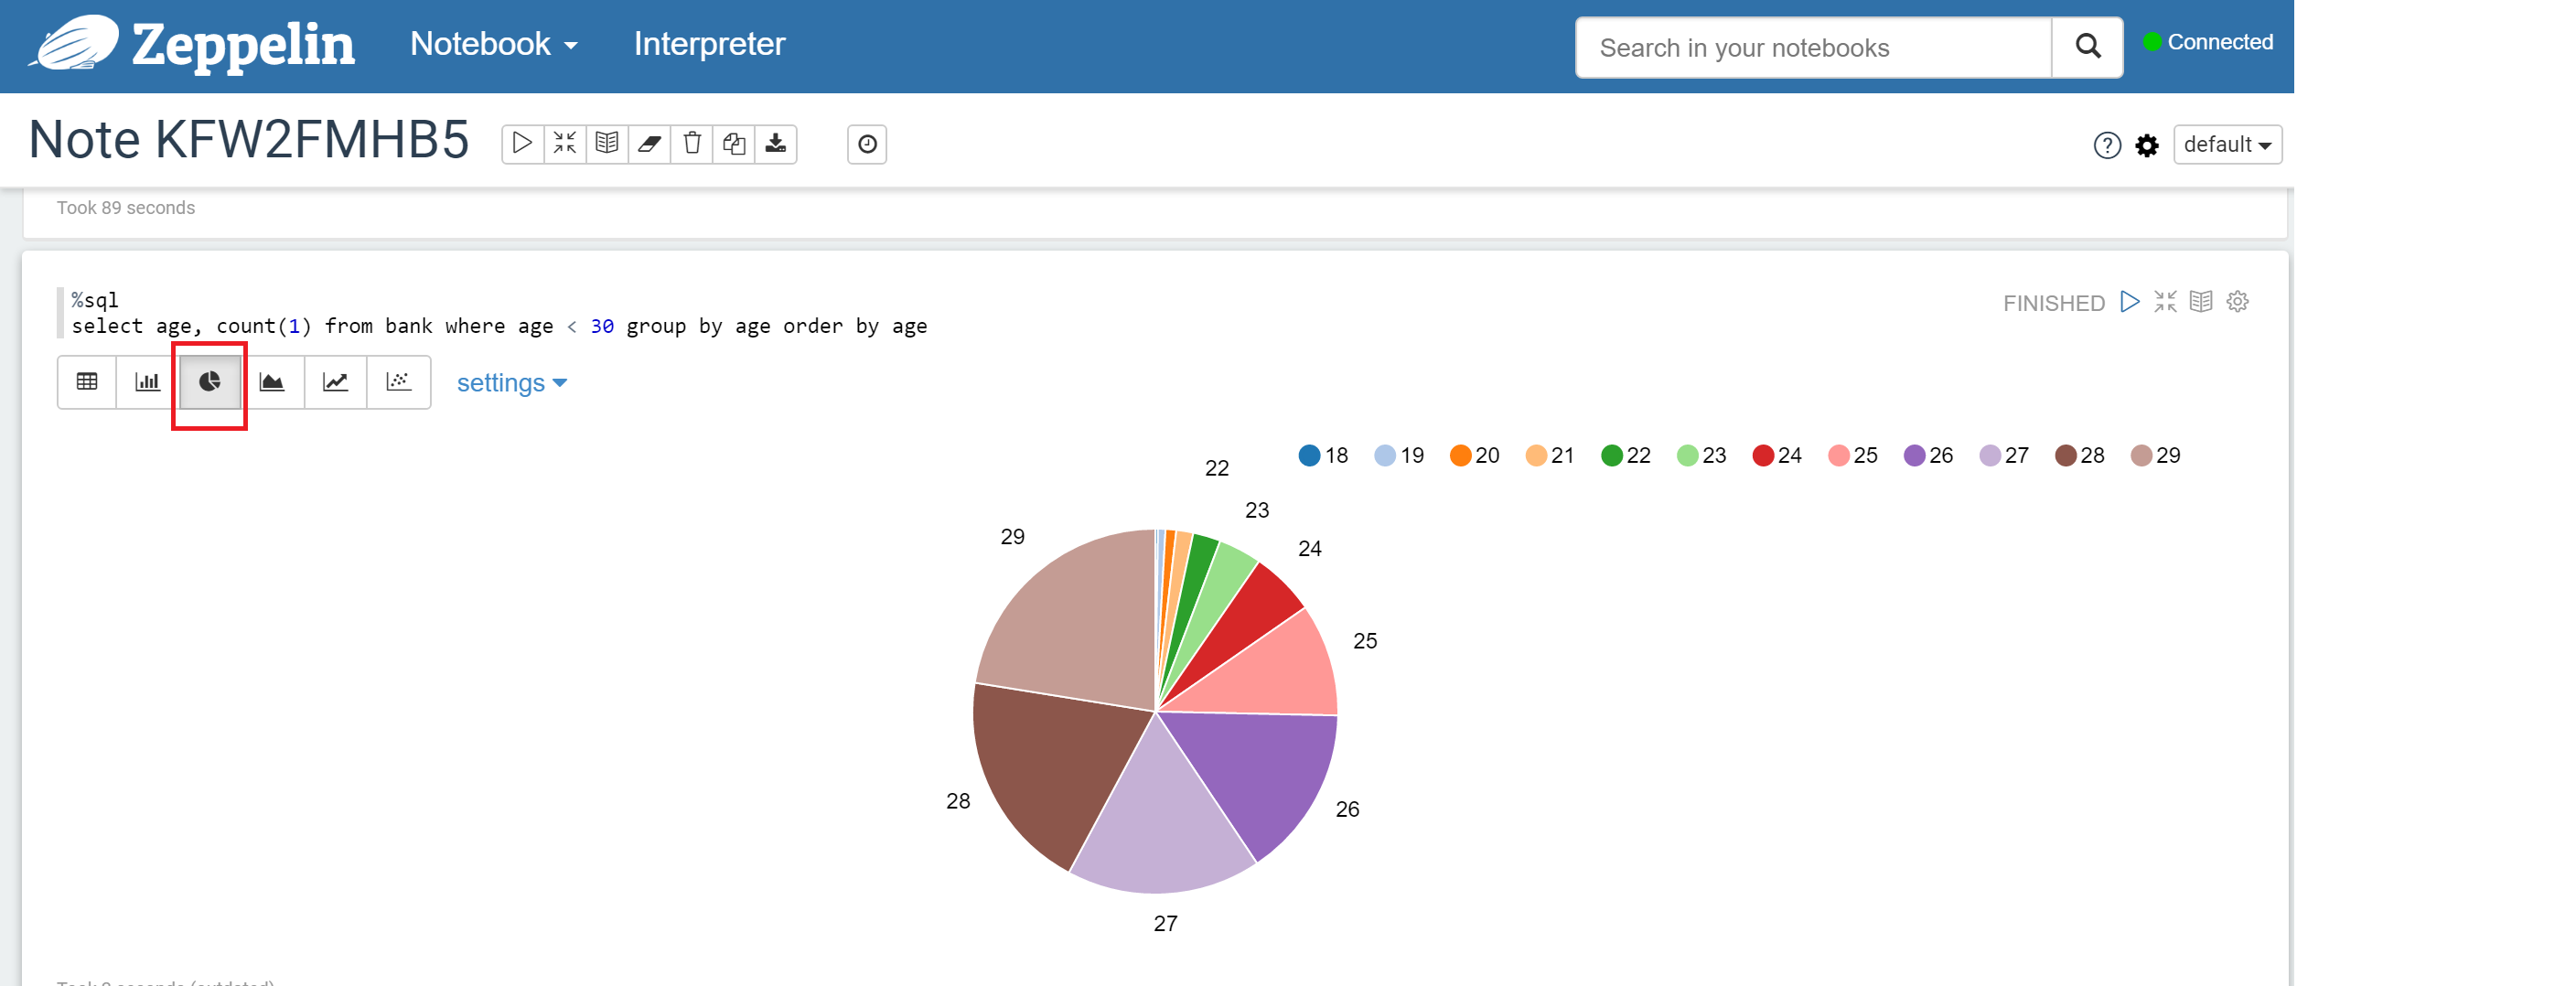 Zeppelin Notebook Interpreter Search in your notebooks Connected
Note KFW2FMHB5 default
Took 89 seconds
%sql
FINISHED
select age, count(1) from bank where age < 30 group by age order by age
settings
18 19 20 21 22 23 24 25 26 27 28 29
22
23
29
24
25
28
26
27